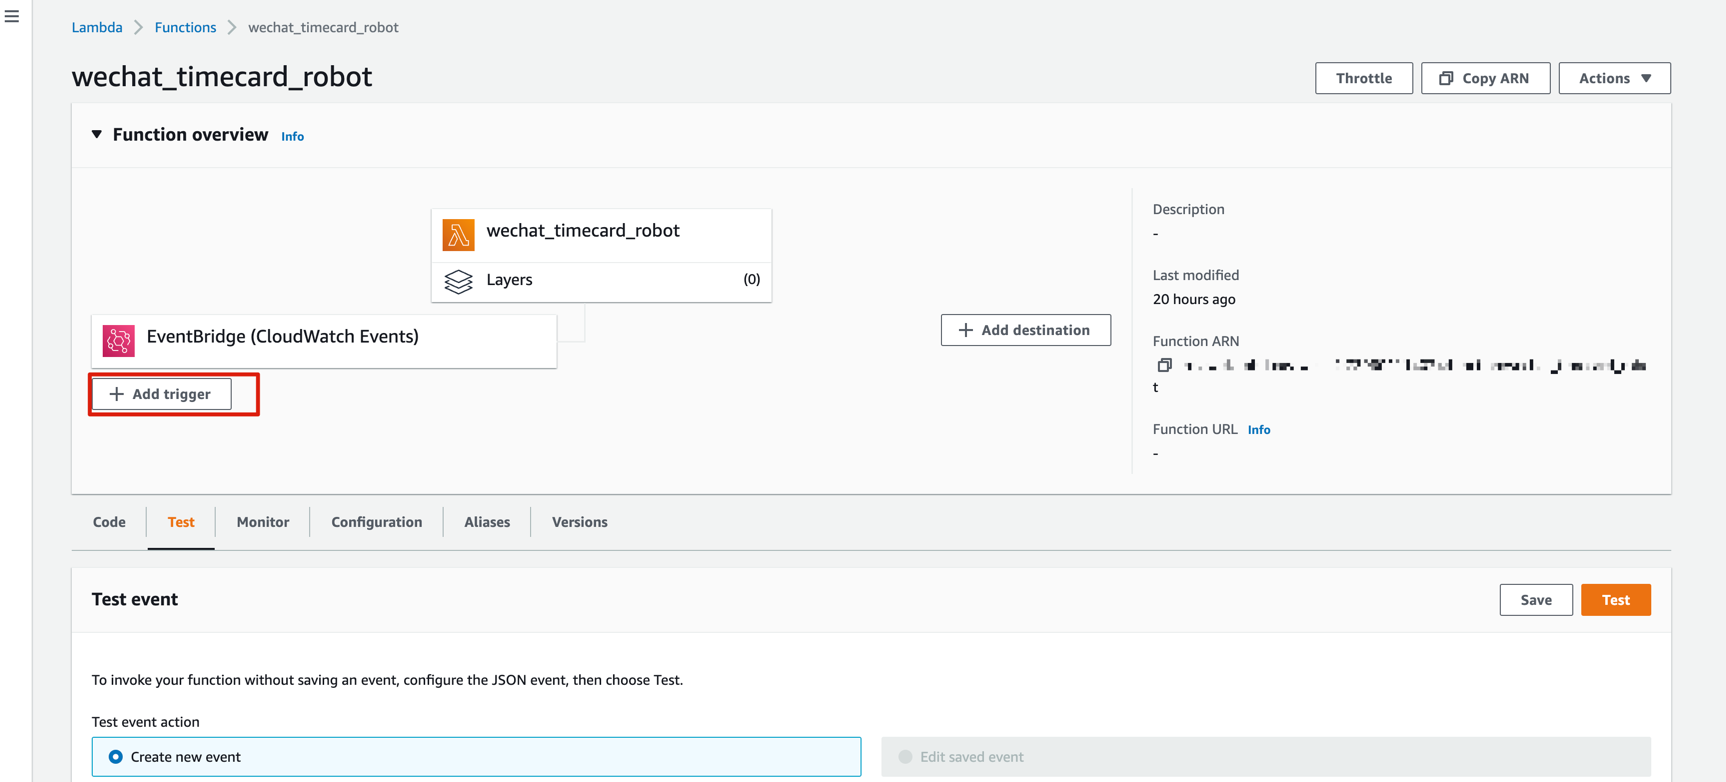 Lambda Functions wechat_timecard_robot
wechat_timecard_robot
Throttle Copy ARN Actions
Function overview Info
wechat_timecard_robot
Layers (0)
EventBridge (CloudWatch Events)
Add trigger
Add destination
Description
-
Last modified
20 hours ago
Function ARN
t
Function URL Info
-
Code Test Monitor Configuration Aliases Versions
Test event
Save Test
To invoke your function without saving an event, configure the JSON event, then choose Test.
Test event action
Create new event Edit saved event